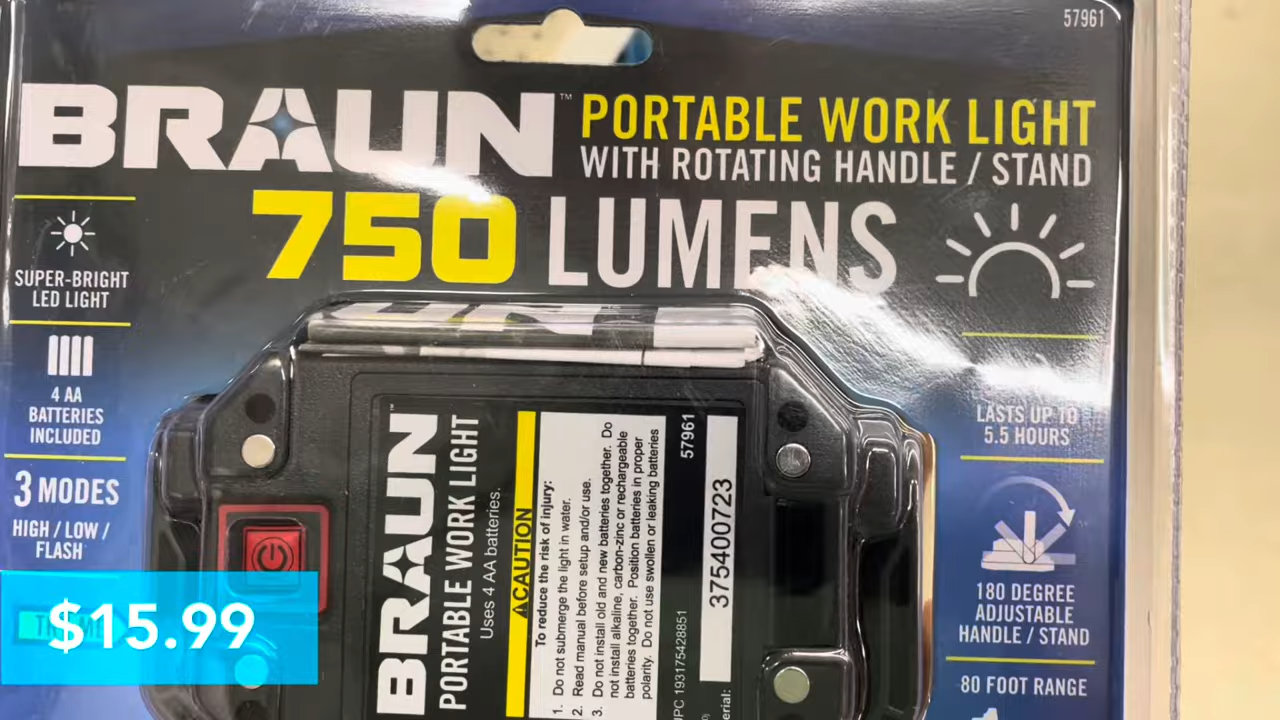 57961
BRAUN™
PORTABLE WORK LIGHT
WITH ROTATING HANDLE / STAND
750 LUMENS
SUPER-BRIGHT
LED LIGHT
4 AA
BATTERIES
INCLUDED
3 MODES
HIGH / LOW /
FLASH
$15.99
BRAUN™
PORTABLE WORK LIGHT
Uses 4 AA batteries.
⚠CAUTION
To reduce the risk of injury:
1. Do not submerge the light in water.
2. Read manual before setup and/or use.
3. Do not install old and new batteries together. Do
not install alkaline, carbon-zinc or rechargeable
batteries together. Position batteries in proper
polarity. Do not use swollen or leaking batteries
57961
375400723
UPC 193175428851
LASTS UP TO
5.5 HOURS
180 DEGREE
ADJUSTABLE
HANDLE / STAND
80 FOOT RANGE